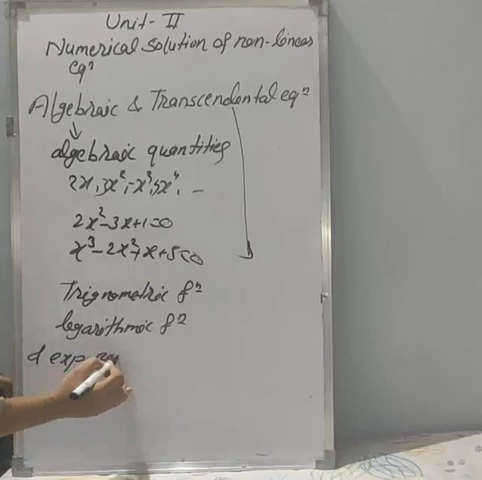 Unit- II
Numerical solution of non-linear
eqⁿ
Algebraic & Transcendental eqⁿ
algebraic quantities
2x, 3x², -x³, 5x⁴, -
2x²-3x+1=0
x³-2x²+x+5=0
Trignometric fⁿ
logarithmic fⁿ
& exp